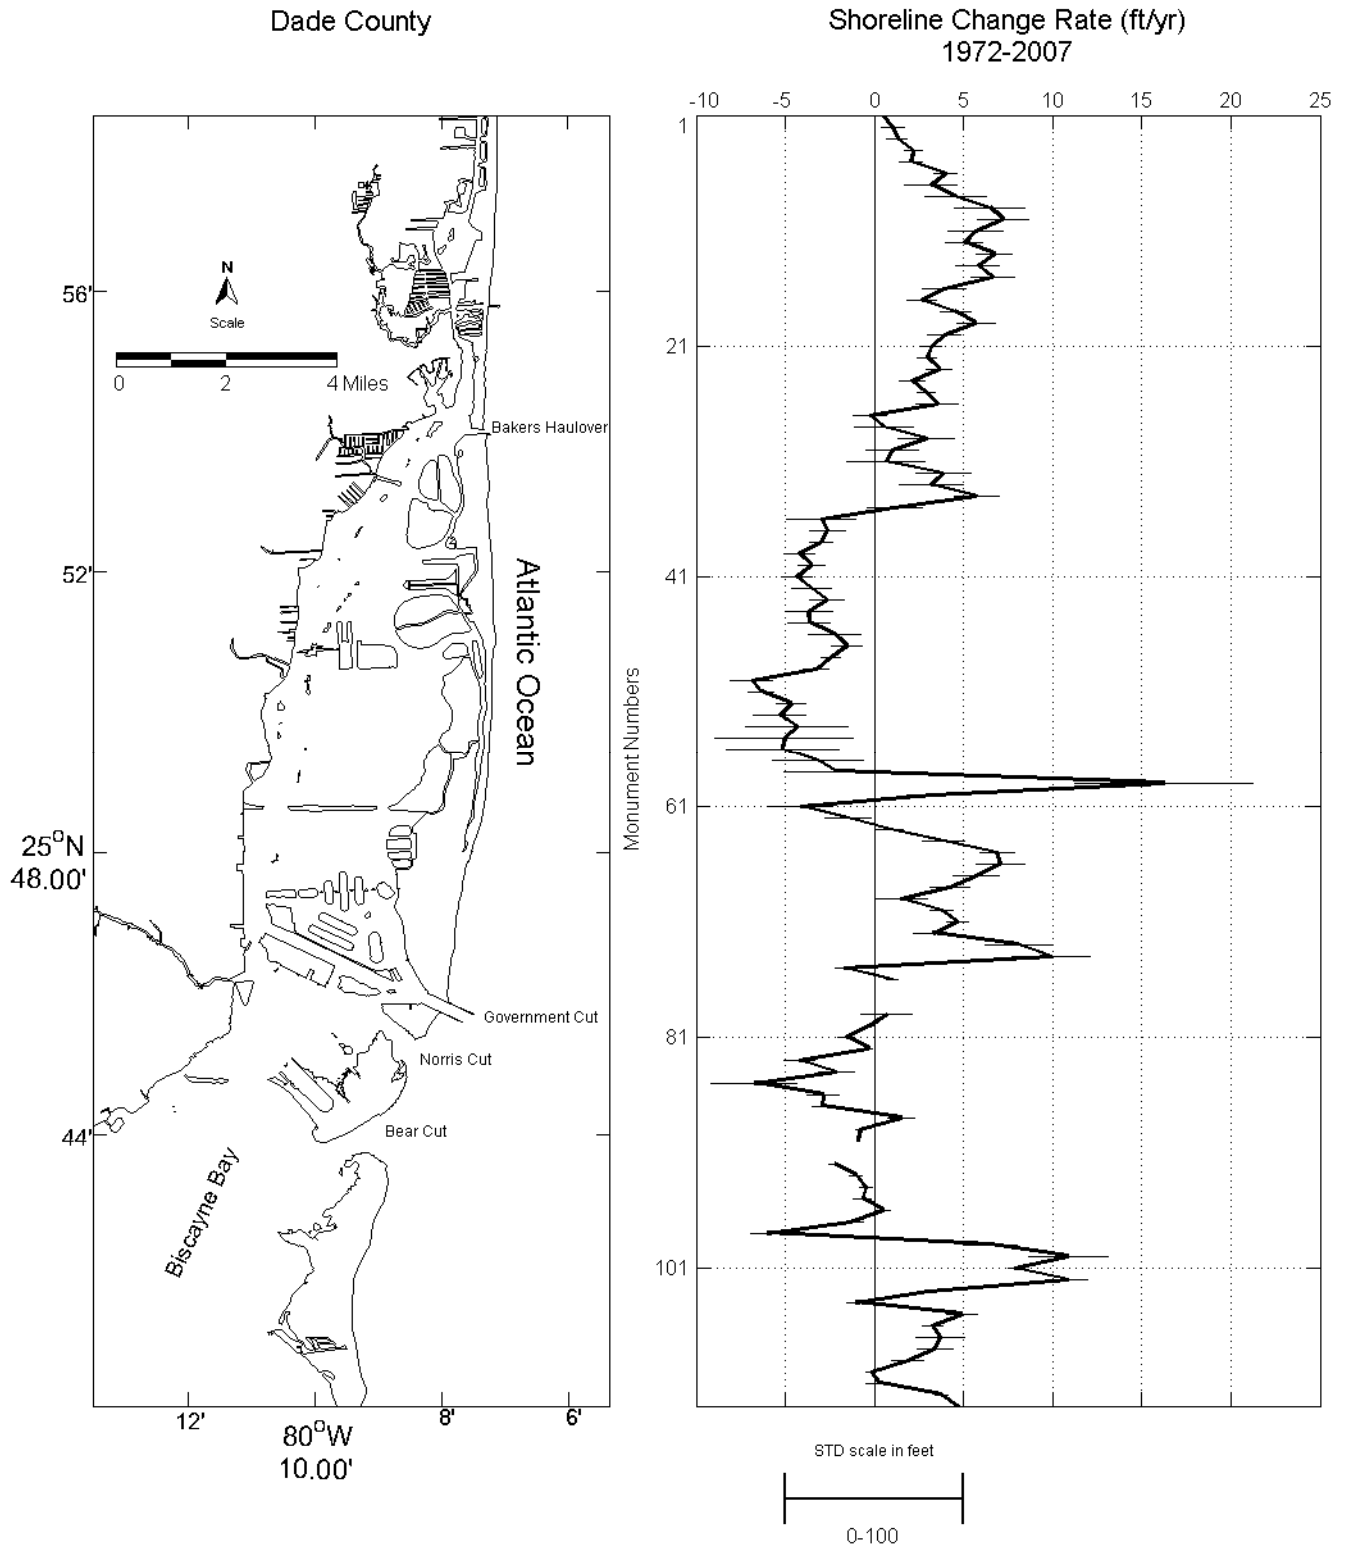 Dade County
Shoreline Change Rate (ft/yr)
1972-2007
-10 -5 0 5 10 15 20 25
1
21
41
61
81
101
Monument Numbers
N
Scale
0 2 4 Miles
56'
52'
25°N
48.00'
44'
Bakers Haulover
Atlantic Ocean
Government Cut
Norris Cut
Bear Cut
Biscayne Bay
12' 80°W 8' 6'
10.00'
STD scale in feet
0-100